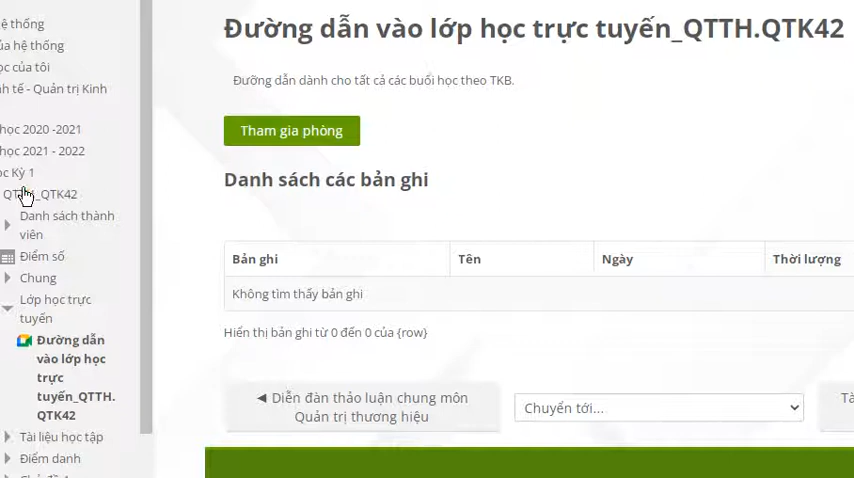 ệ thống
ủa hệ thống
ọc của tôi
nh tế - Quản trị Kinh
học 2020 -2021
học 2021 - 2022
ọc Kỳ 1
_QTK42
Danh sách thành
viên
Điểm số
Chung
Lớp học trực
tuyến
Đường dẫn
vào lớp học
trực
tuyến_QTTH.
QTK42
Tài liệu học tập
Điểm danh
Đường dẫn vào lớp học trực tuyến_QTTH.QTK42
Đường dẫn dành cho tất cả các buổi học theo TKB.
Tham gia phòng
Danh sách các bản ghi
Bản ghi Tên Ngày Thời lượng
Không tìm thấy bản ghi
Hiển thị bản ghi từ 0 đến 0 của {row}
◄ Diễn đàn thảo luận chung môn
Quản trị thương hiệu
Chuyển tới...